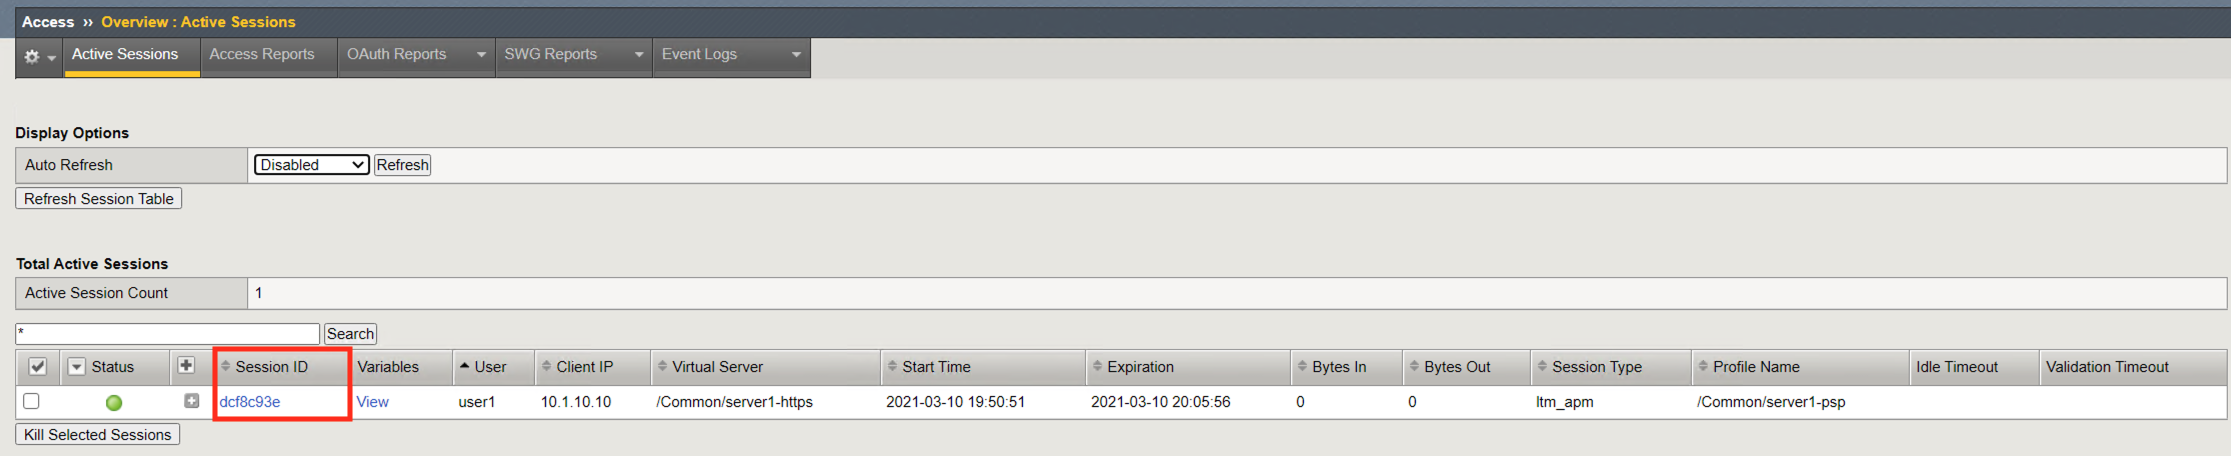 Access ›› Overview : Active Sessions
Active Sessions Access Reports OAuth Reports SWG Reports Event Logs
Display Options
Auto Refresh Disabled Refresh
Refresh Session Table
Total Active Sessions
Active Session Count 1
* Search
Status Session ID Variables User Client IP Virtual Server Start Time Expiration Bytes In Bytes Out Session Type Profile Name Idle Timeout Validation Timeout
dcf8c93e View user1 10.1.10.10 /Common/server1-https 2021-03-10 19:50:51 2021-03-10 20:05:56 0 0 ltm_apm /Common/server1-psp
Kill Selected Sessions